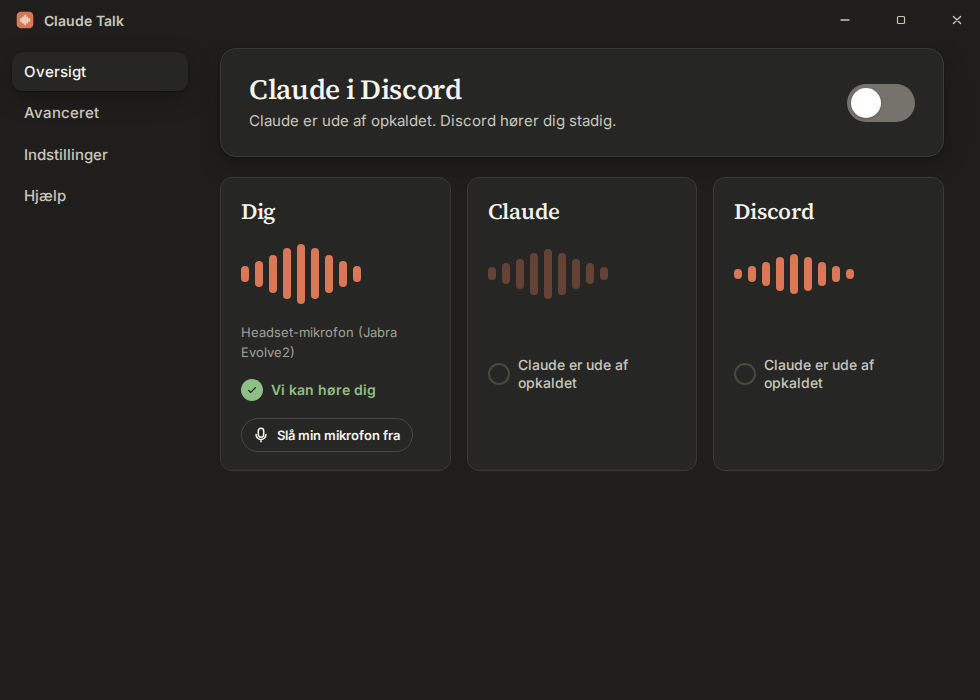 Claude Talk
Oversigt
Avanceret
Indstillinger
Hjælp
Claude i Discord
Claude er ude af opkaldet. Discord hører dig stadig.
Dig
Headset-mikrofon (Jabra
Evolve2)
Vi kan høre dig
Slå min mikrofon fra
Claude
Claude er ude af
opkaldet
Discord
Claude er ude af
opkaldet